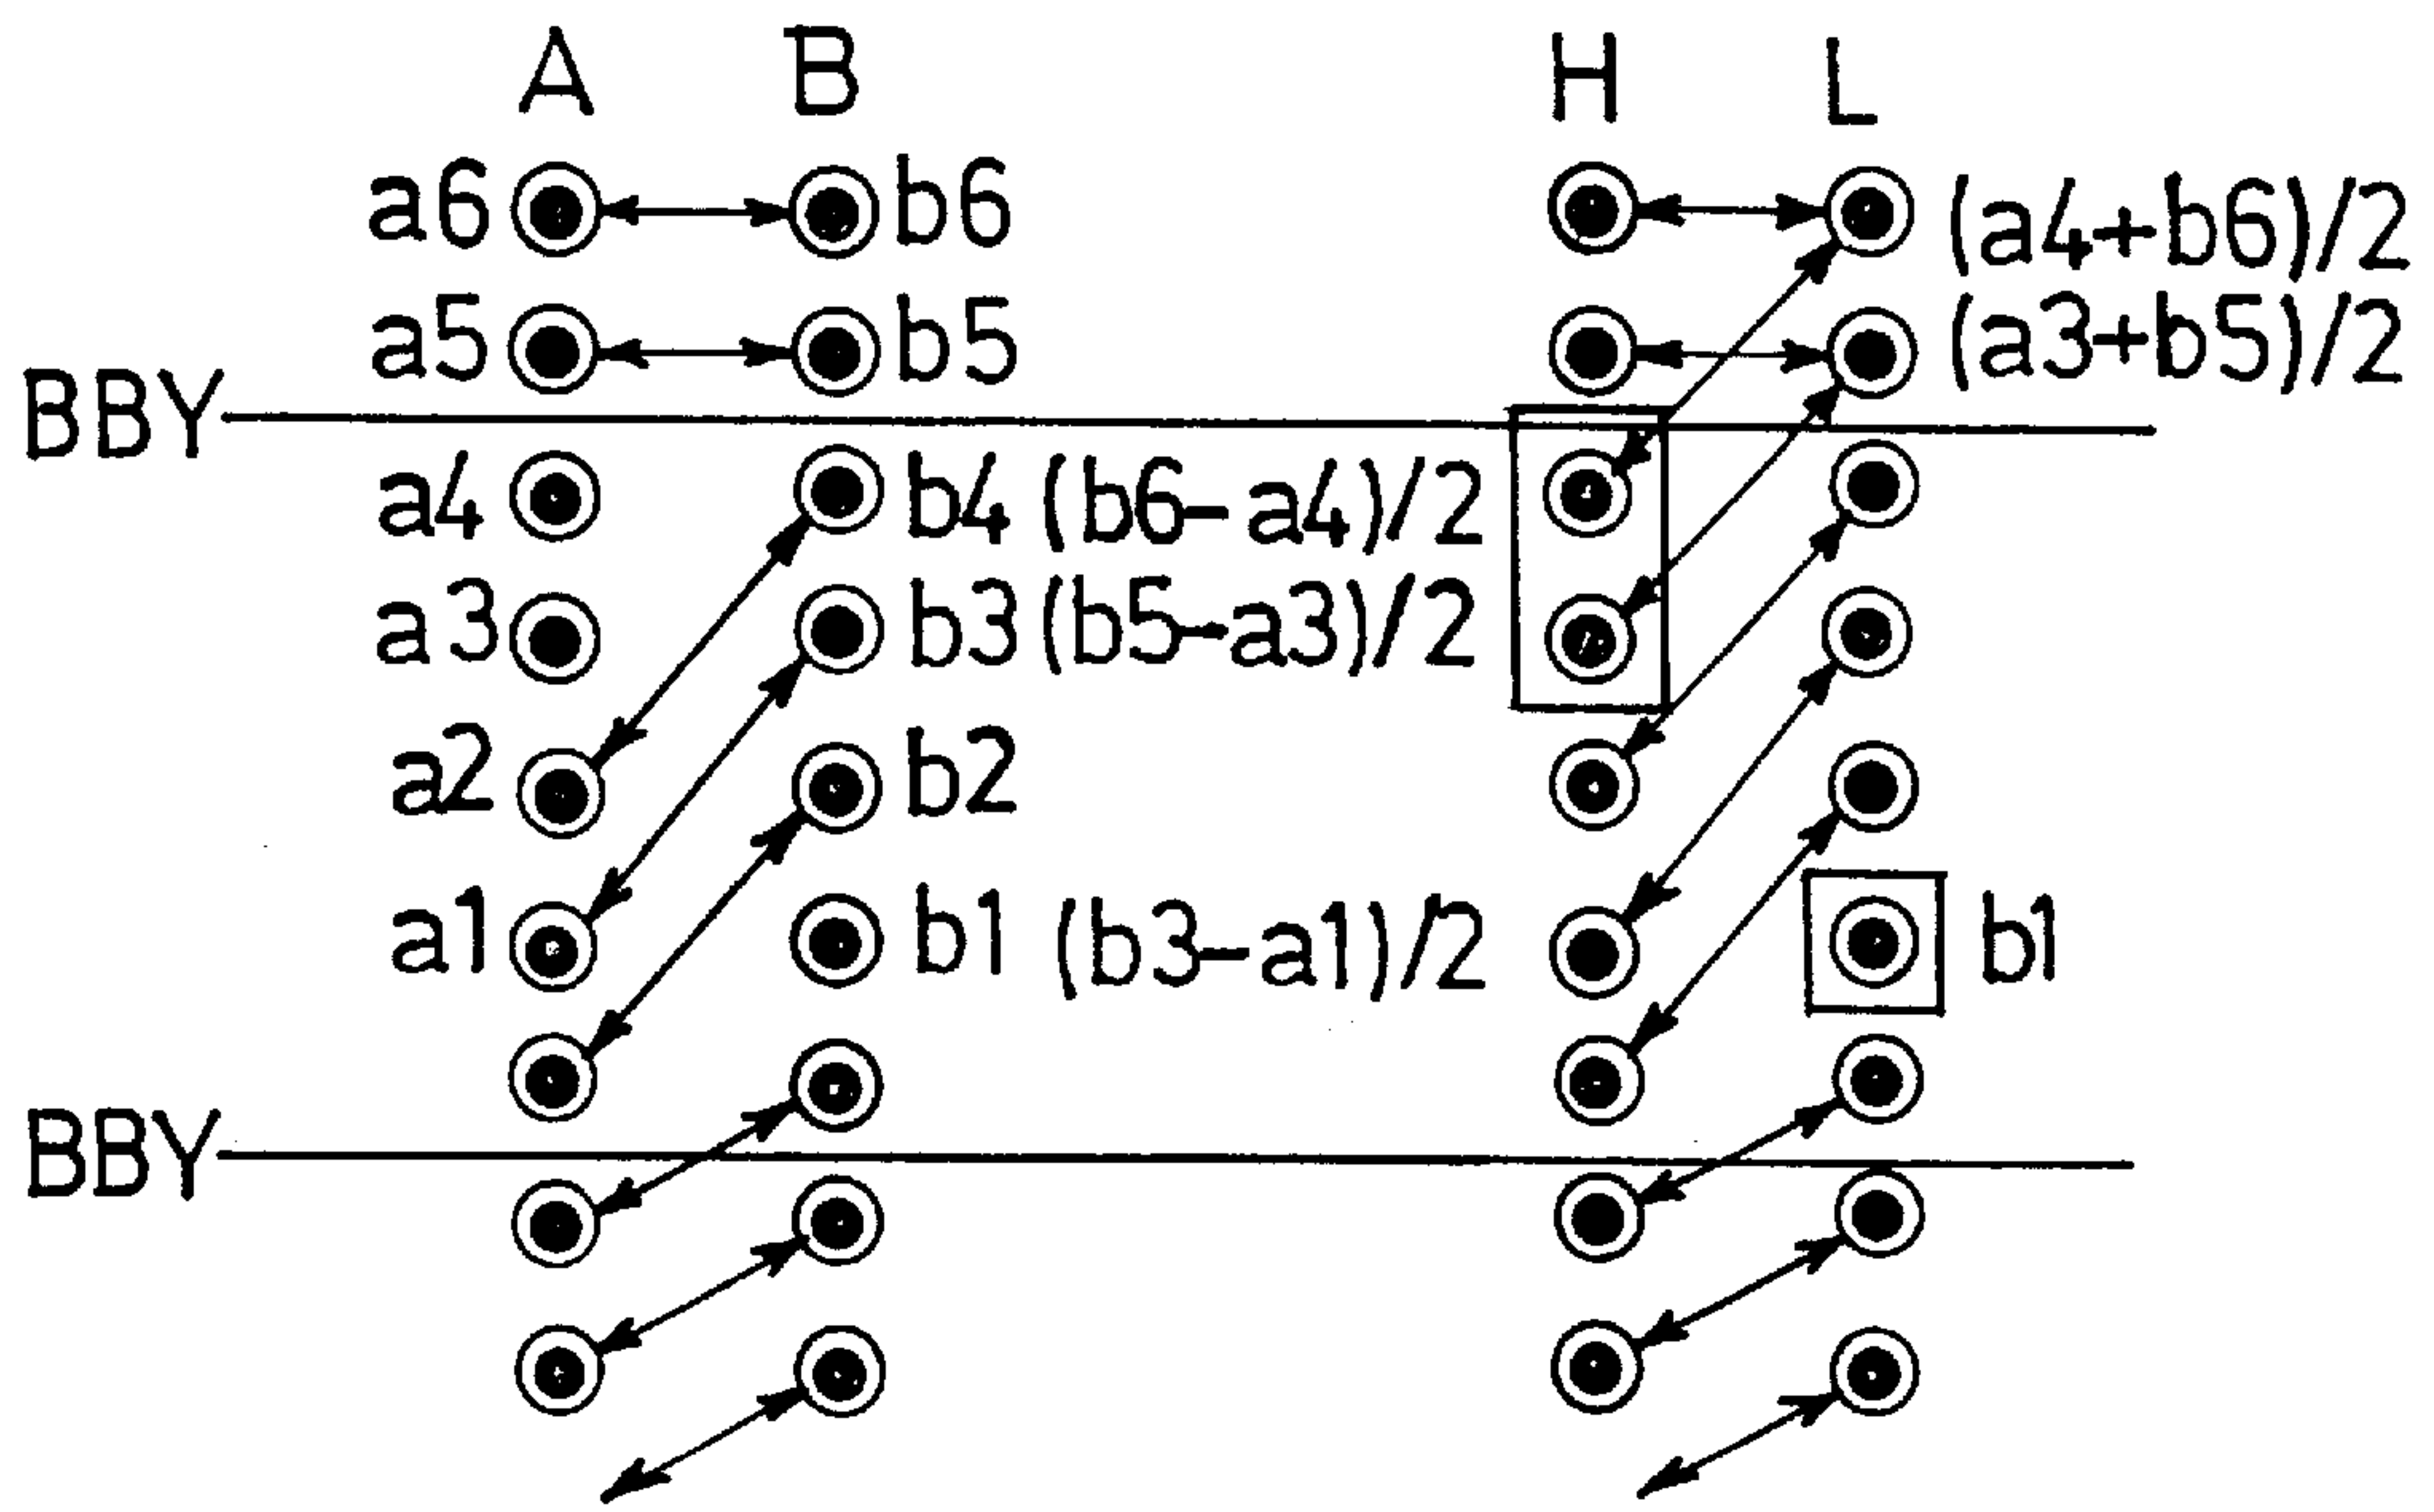 A B H L
a6 b6 (a4+b6)/2
a5 b5 (a3+b5)/2
BBY
a4 b4 (b6-a4)/2
a3 b3 (b5-a3)/2
a2 b2
a1 b1 (b3-a1)/2 b1
BBY